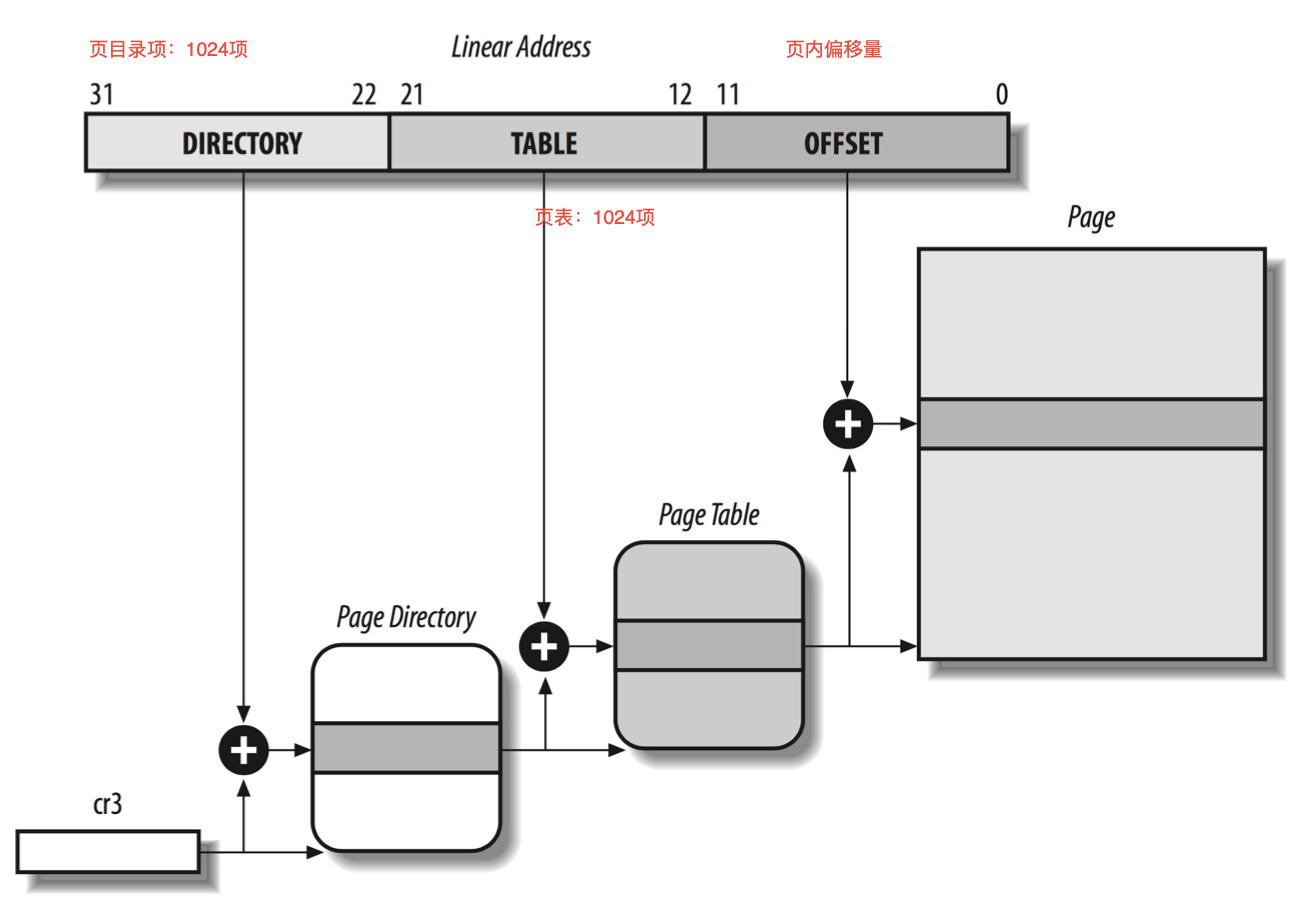 页目录项：1024项
Linear Address
页内偏移量
31 22 21 12 11 0
DIRECTORY TABLE OFFSET
页表：1024项
Page
Page Table
Page Directory
cr3